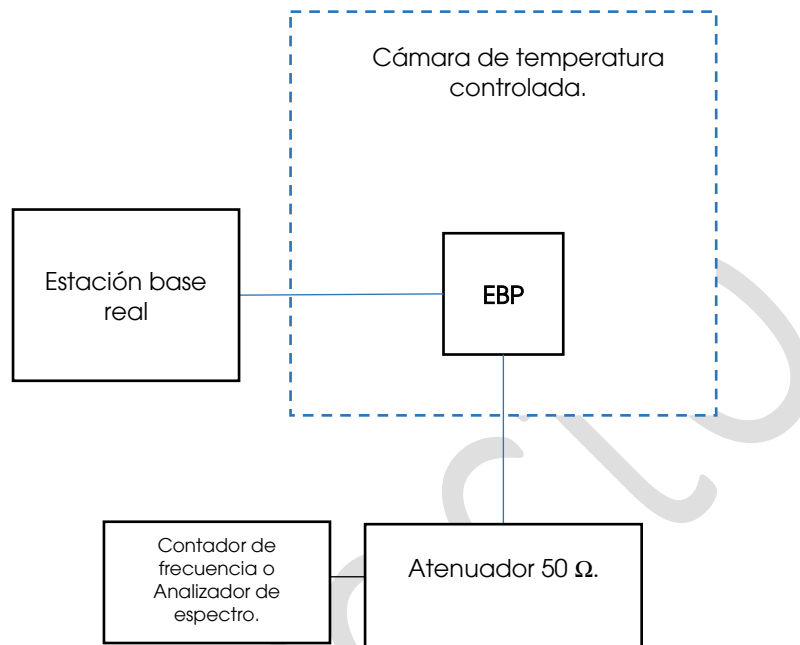 Cámara de temperatura
controlada.
Estación base
real
EBP
Contador de
frecuencia o
Analizador de
espectro.
Atenuador 50 Ω.